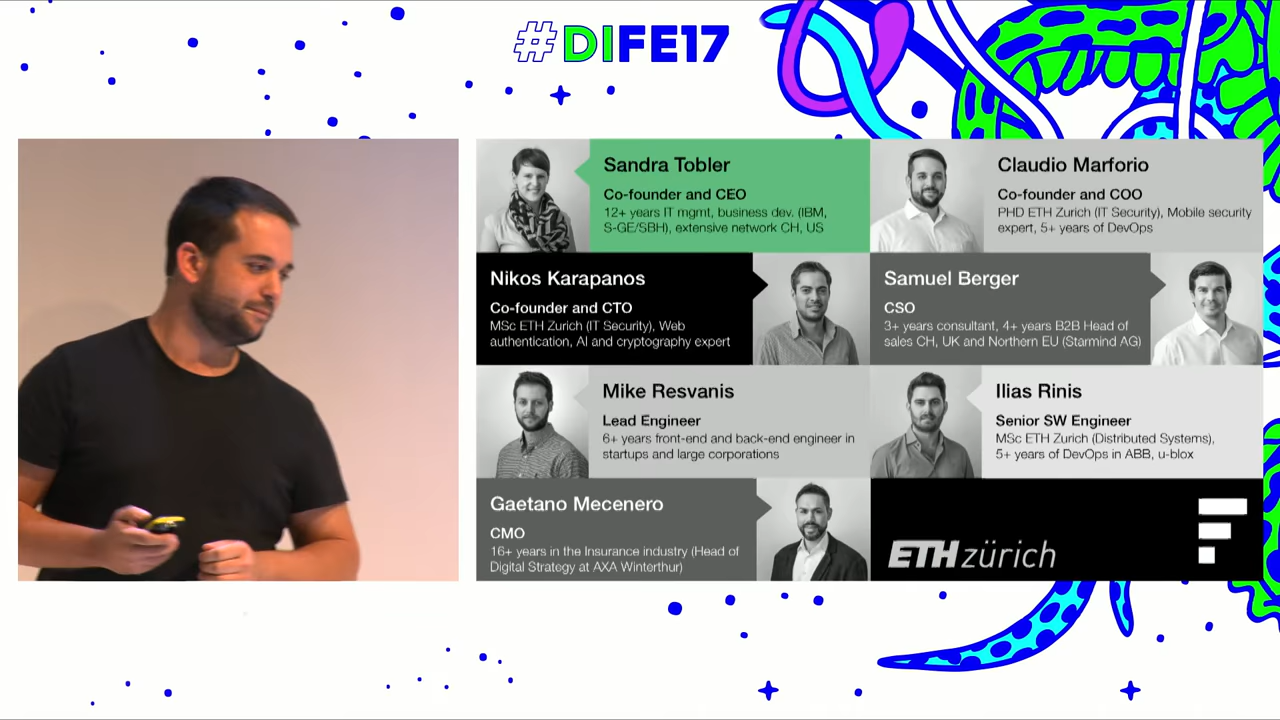 #DIFE17
Sandra Tobler
Co-founder and CEO
12+ years IT mgmt, business dev. (IBM,
S-GE/SBH), extensive network CH, US
Claudio Marforio
Co-founder and COO
PHD ETH Zurich (IT Security), Mobile security
expert, 5+ years of DevOps
Nikos Karapanos
Co-founder and CTO
MSc ETH Zurich (IT Security), Web
authentication, AI and cryptography expert
Samuel Berger
CSO
3+ years consultant, 4+ years B2B Head of
sales CH, UK and Northern EU (Starmind AG)
Mike Resvanis
Lead Engineer
6+ years front-end and back-end engineer in
startups and large corporations
Ilias Rinis
Senior SW Engineer
MSc ETH Zurich (Distributed Systems),
5+ years of DevOps in ABB, u-blox
Gaetano Mecenero
CMO
16+ years in the Insurance industry (Head of
Digital Strategy at AXA Winterthur)
ETH zürich